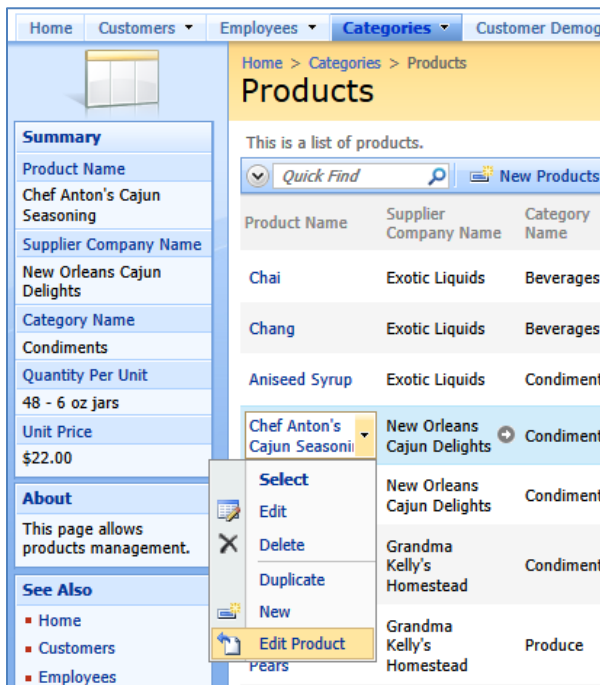 Home Customers Employees Categories Customer Demog
Home > Categories > Products
Products
Summary
Product Name
Chef Anton's Cajun
Seasoning
Supplier Company Name
New Orleans Cajun
Delights
Category Name
Condiments
Quantity Per Unit
48 - 6 oz jars
Unit Price
$22.00
About
This page allows
products management.
See Also
Home
Customers
Employees
This is a list of products.
Quick Find New Products
Product Name Supplier Company Name Category Name
Chai Exotic Liquids Beverages
Chang Exotic Liquids Beverages
Aniseed Syrup Exotic Liquids Condiment
Chef Anton's
Cajun Seasoni
New Orleans
Cajun Delights
Condiment
Select
Edit
Delete
Duplicate
New
Edit Product
New Orleans
Cajun Delights
Condiment
Grandma
Kelly's
Homestead
Condiment
Pears
Grandma
Kelly's
Homestead
Produce